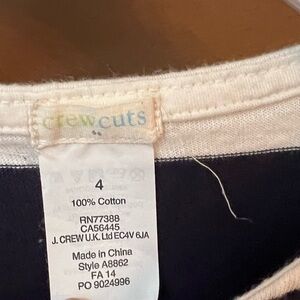 crewcuts
4
100% Cotton
RN77388
CA56445
J. CREW U.K. Ltd EC4V 6JA
Made in China
Style A8862
FA 14
PO 9024996